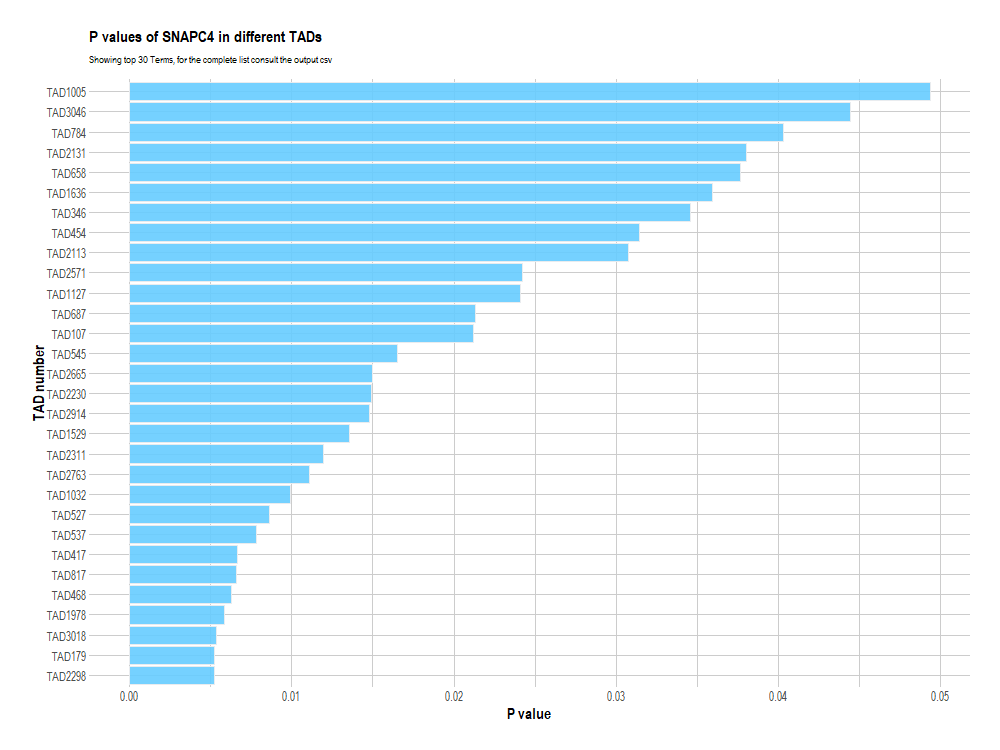 P values of SNAPC4 in different TADs
Showing top 30 Terms, for the complete list consult the output csv
TAD number
TAD1005
TAD3046
TAD784
TAD2131
TAD658
TAD1636
TAD346
TAD454
TAD2113
TAD2571
TAD1127
TAD687
TAD107
TAD545
TAD2665
TAD2230
TAD2914
TAD1529
TAD2311
TAD2763
TAD1032
TAD527
TAD537
TAD417
TAD817
TAD468
TAD1978
TAD3018
TAD179
TAD2298
0.00 0.01 0.02 0.03 0.04 0.05
P value